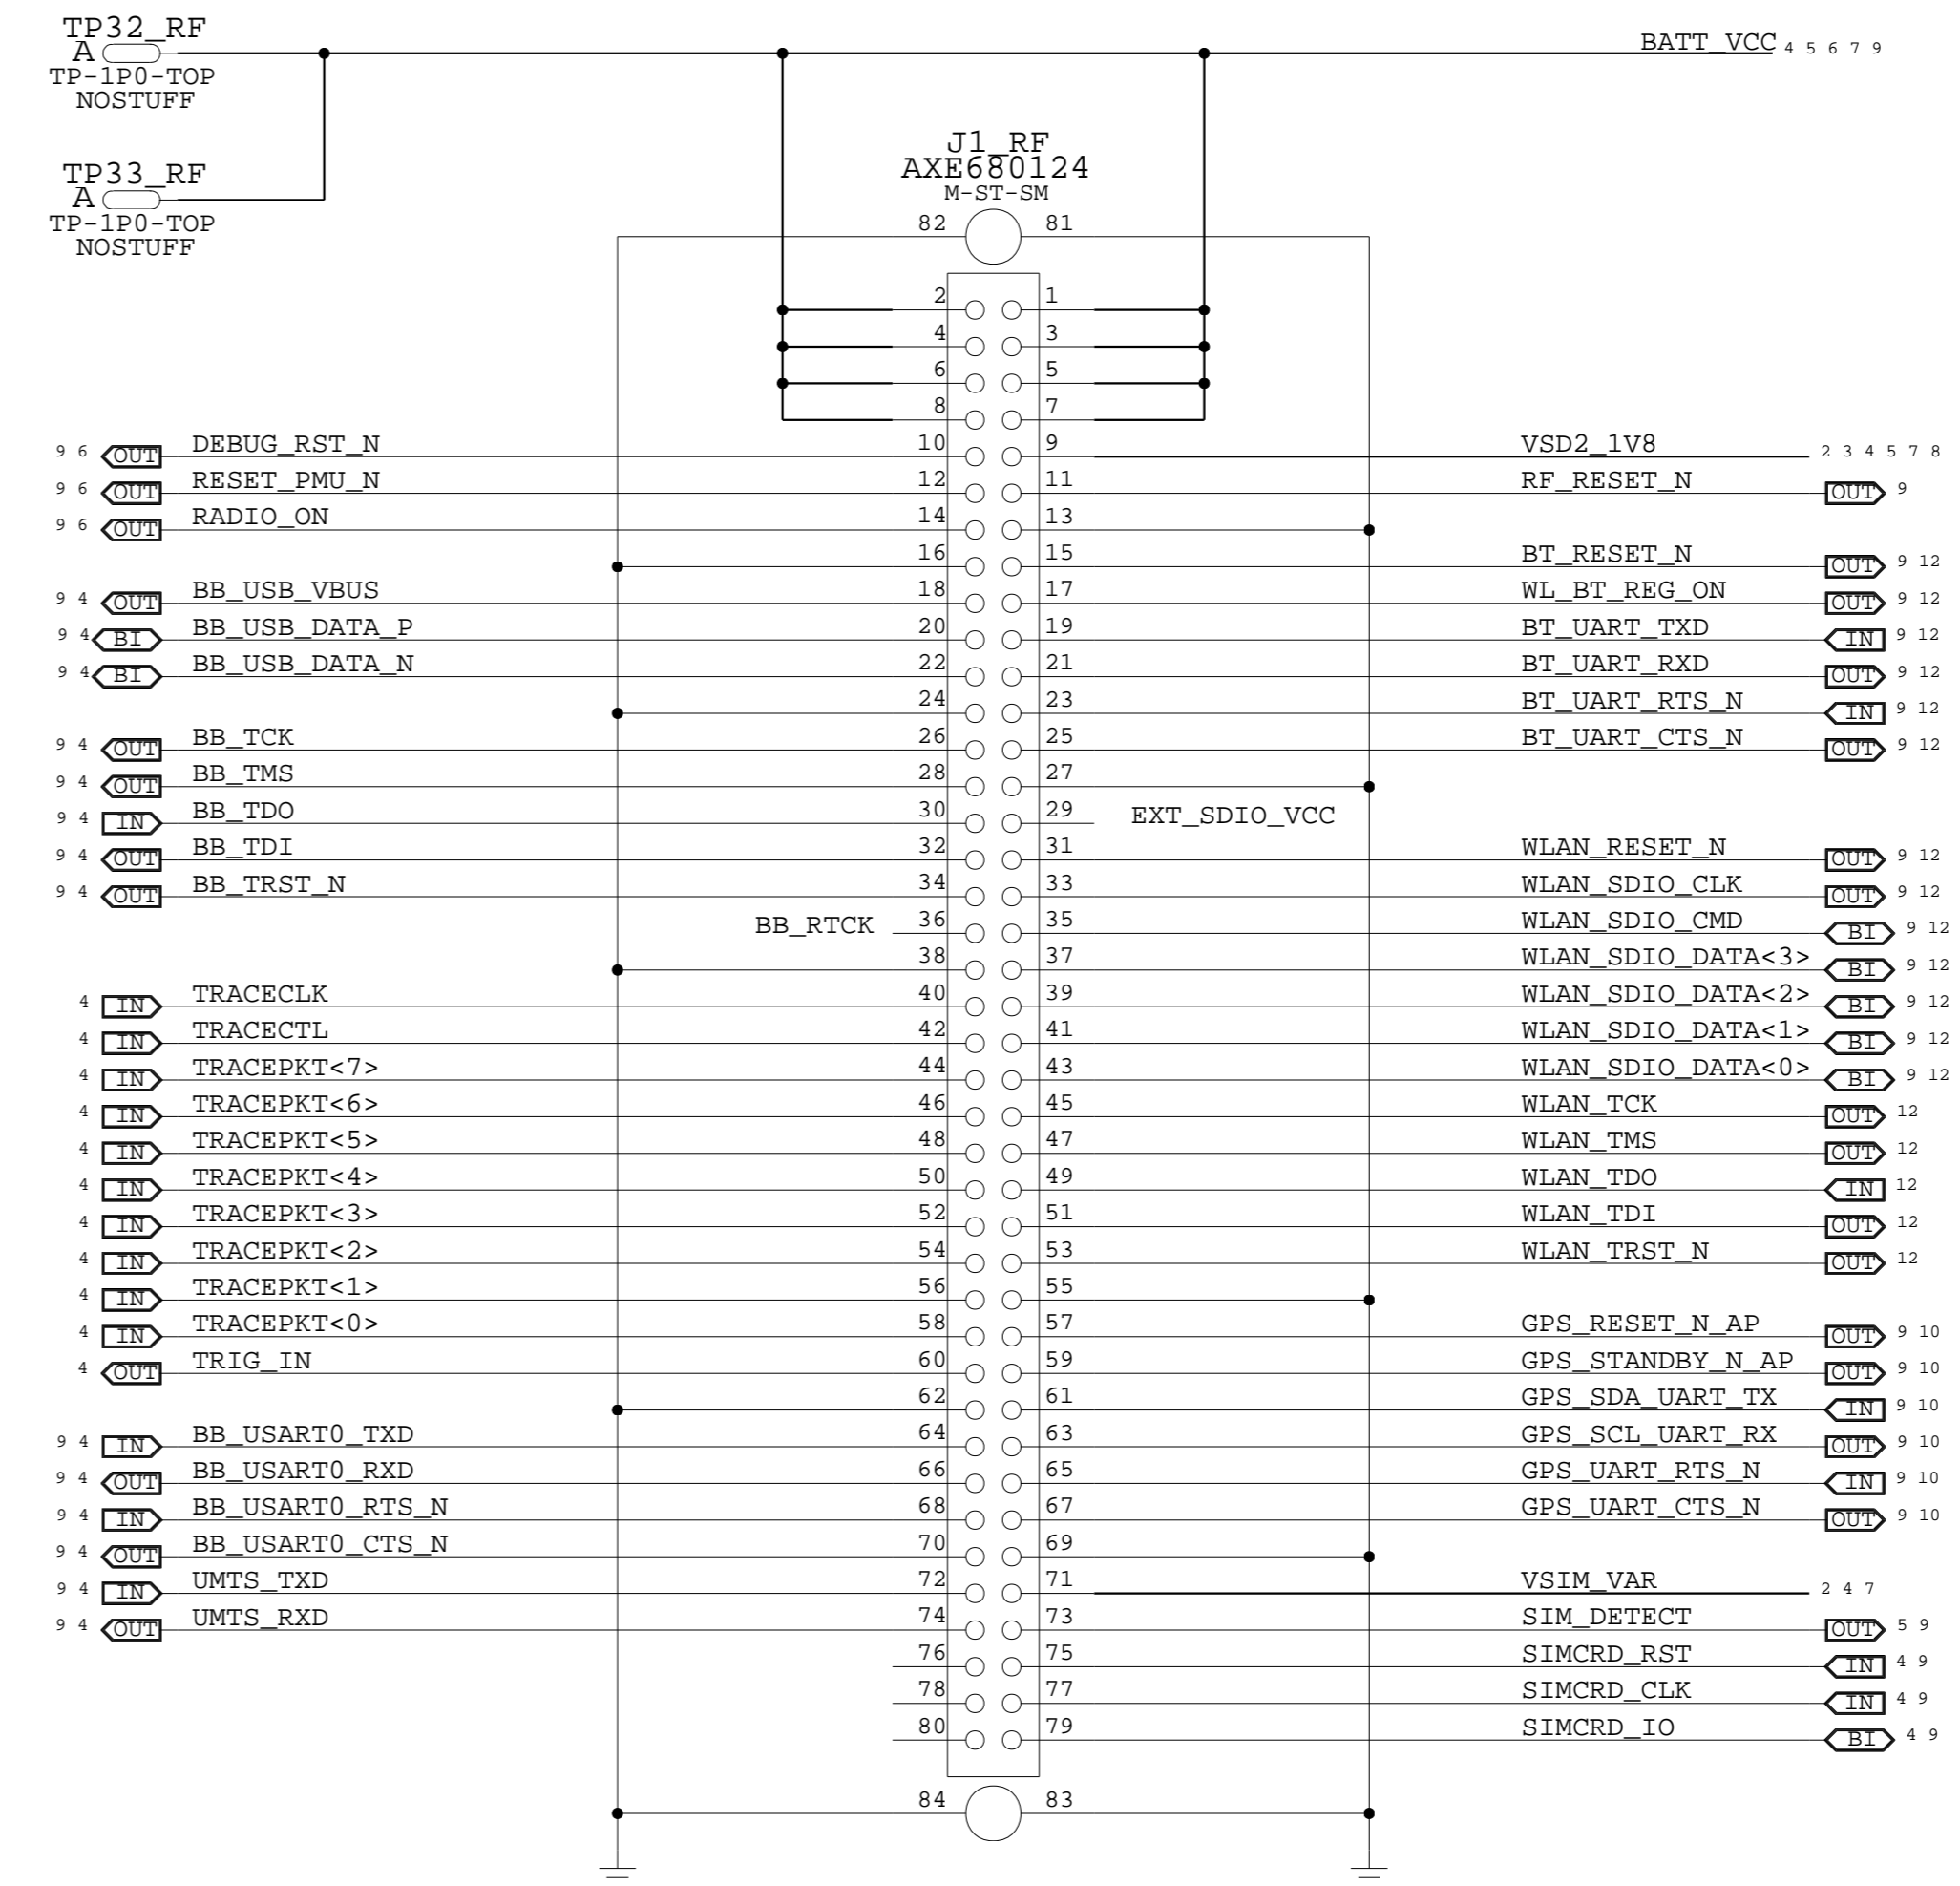 TP32_RF
A
TP-1P0-TOP
NOSTUFF
BATT_VCC 4 5 6 7 9
TP33_RF
A
TP-1P0-TOP
NOSTUFF
J1_RF
AXE680124
M-ST-SM
82 81
2 1
4 3
6 5
8 7
9 6 OUT DEBUG_RST_N 10 9 VSD2_1V8 2 3 4 5 7 8
9 6 OUT RESET_PMU_N 12 11 RF_RESET_N OUT 9
9 6 OUT RADIO_ON 14 13
16 15 BT_RESET_N OUT 9 12
9 4 OUT BB_USB_VBUS 18 17 WL_BT_REG_ON OUT 9 12
9 4 BI BB_USB_DATA_P 20 19 BT_UART_TXD IN 9 12
9 4 BI BB_USB_DATA_N 22 21 BT_UART_RXD OUT 9 12
24 23 BT_UART_RTS_N IN 9 12
9 4 OUT BB_TCK 26 25 BT_UART_CTS_N OUT 9 12
9 4 OUT BB_TMS 28 27
9 4 IN BB_TDO 30 29 EXT_SDIO_VCC
9 4 OUT BB_TDI 32 31 WLAN_RESET_N OUT 9 12
9 4 OUT BB_TRST_N 34 33 WLAN_SDIO_CLK OUT 9 12
BB_RTCK 36 35 WLAN_SDIO_CMD BI 9 12
38 37 WLAN_SDIO_DATA<3> BI 9 12
4 IN TRACECLK 40 39 WLAN_SDIO_DATA<2> BI 9 12
4 IN TRACECTL 42 41 WLAN_SDIO_DATA<1> BI 9 12
4 IN TRACEPKT<7> 44 43 WLAN_SDIO_DATA<0> BI 9 12
4 IN TRACEPKT<6> 46 45 WLAN_TCK OUT 12
4 IN TRACEPKT<5> 48 47 WLAN_TMS OUT 12
4 IN TRACEPKT<4> 50 49 WLAN_TDO IN 12
4 IN TRACEPKT<3> 52 51 WLAN_TDI OUT 12
4 IN TRACEPKT<2> 54 53 WLAN_TRST_N OUT 12
4 IN TRACEPKT<1> 56 55
4 IN TRACEPKT<0> 58 57 GPS_RESET_N_AP OUT 9 10
4 OUT TRIG_IN 60 59 GPS_STANDBY_N_AP OUT 9 10
62 61 GPS_SDA_UART_TX IN 9 10
9 4 IN BB_USART0_TXD 64 63 GPS_SCL_UART_RX OUT 9 10
9 4 OUT BB_USART0_RXD 66 65 GPS_UART_RTS_N IN 9 10
9 4 IN BB_USART0_RTS_N 68 67 GPS_UART_CTS_N OUT 9 10
9 4 OUT BB_USART0_CTS_N 70 69
9 4 IN UMTS_TXD 72 71 VSIM_VAR 2 4 7
9 4 OUT UMTS_RXD 74 73 SIM_DETECT OUT 5 9
76 75 SIMCRD_RST IN 4 9
78 77 SIMCRD_CLK IN 4 9
80 79 SIMCRD_IO BI 4 9
84 83